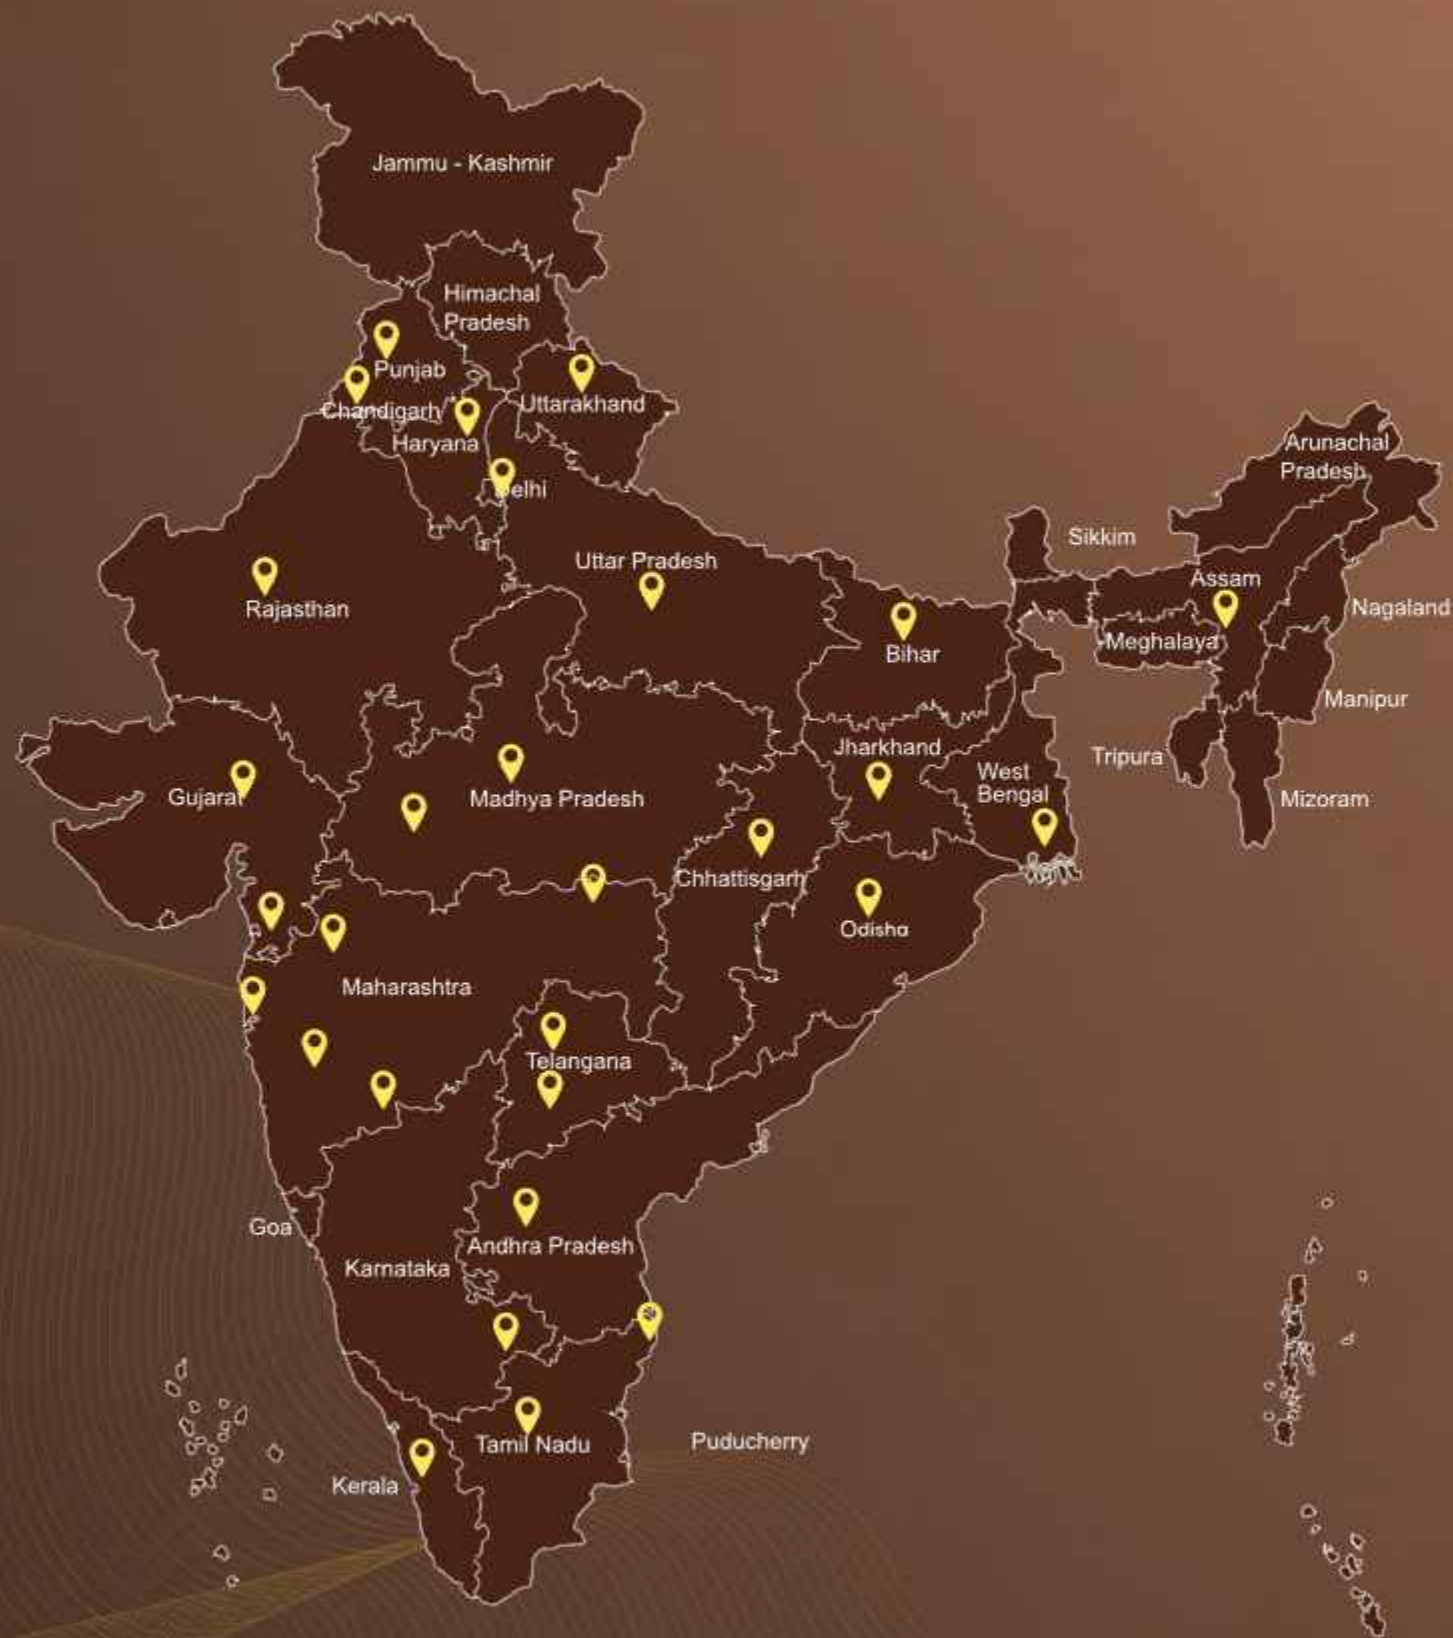 Jammu - Kashmir
Himachal
Pradesh
Punjab
Chandigarh
Uttarakhand
Haryana
Delhi
Arunachal
Pradesh
Sikkim
Uttar Pradesh
Assam
Rajasthan
Nagaland
Meghalaya
Bihar
Manipur
Jharkhand
Tripura
West
Bengal
Gujarat
Madhya Pradesh
Mizoram
Chhattisgarh
Odisha
Maharashtra
Telangana
Goa
Andhra Pradesh
Karnataka
Tamil Nadu
Puducherry
Kerala